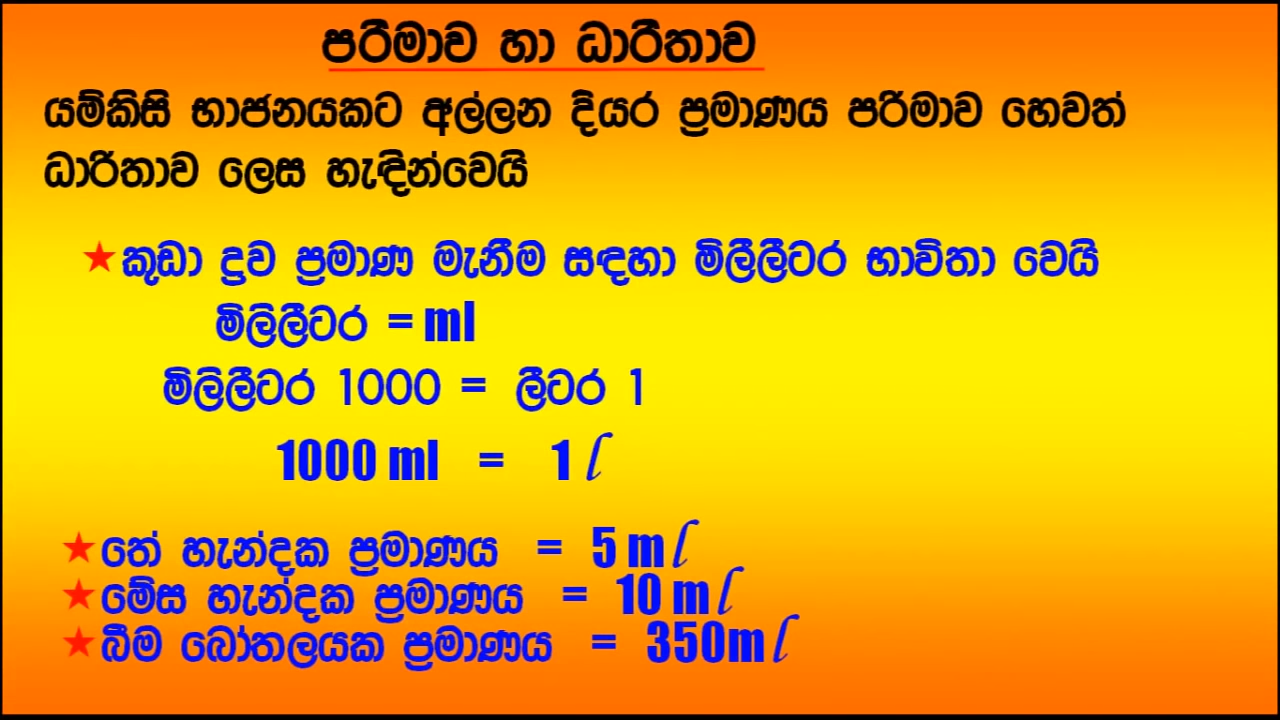 පරිමාව හා ධාරිතාව
යම්කිසි භාජනයකට අල්ලන දියර ප්‍රමාණය පරිමාව හෙවත්
ධාරිතාව ලෙස හැඳින්වෙයි
★කුඩා ද්‍රව ප්‍රමාණ මැනීම සඳහා මිලීලීටර භාවිතා වෙයි
මිලිලීටර = ml
මිලිලීටර 1000 = ලීටර 1
1000 ml = 1 l
★තේ හැන්දක ප්‍රමාණය = 5 ml
★මේස හැන්දක ප්‍රමාණය = 10 ml
★බීම බෝතලයක ප්‍රමාණය = 350ml